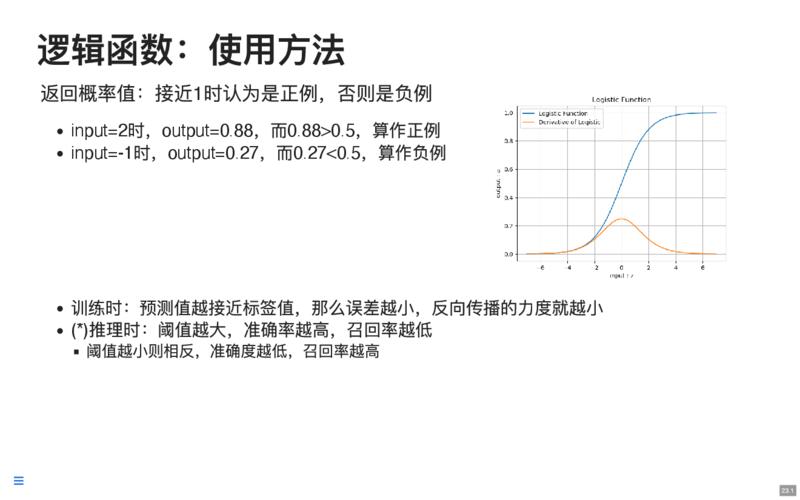 逻辑函数：使用方法
返回概率值：接近1时认为是正例，否则是负例
input=2时，output=0.88，而0.88>0.5，算作正例
input=-1时，output=0.27，而0.27<0.5，算作负例
Logistic Function
Logistic Function
Derivative of Logistic
1.0
0.8
0.6
0.4
0.2
0.0
-6 -4 -2 0 2 4 6
input : z
训练时：预测值越接近标签值，那么误差越小，反向传播的力度就越小
(*)推理时：阈值越大，准确率越高，召回率越低
阈值越小则相反，准确度越低，召回率越高
23.1